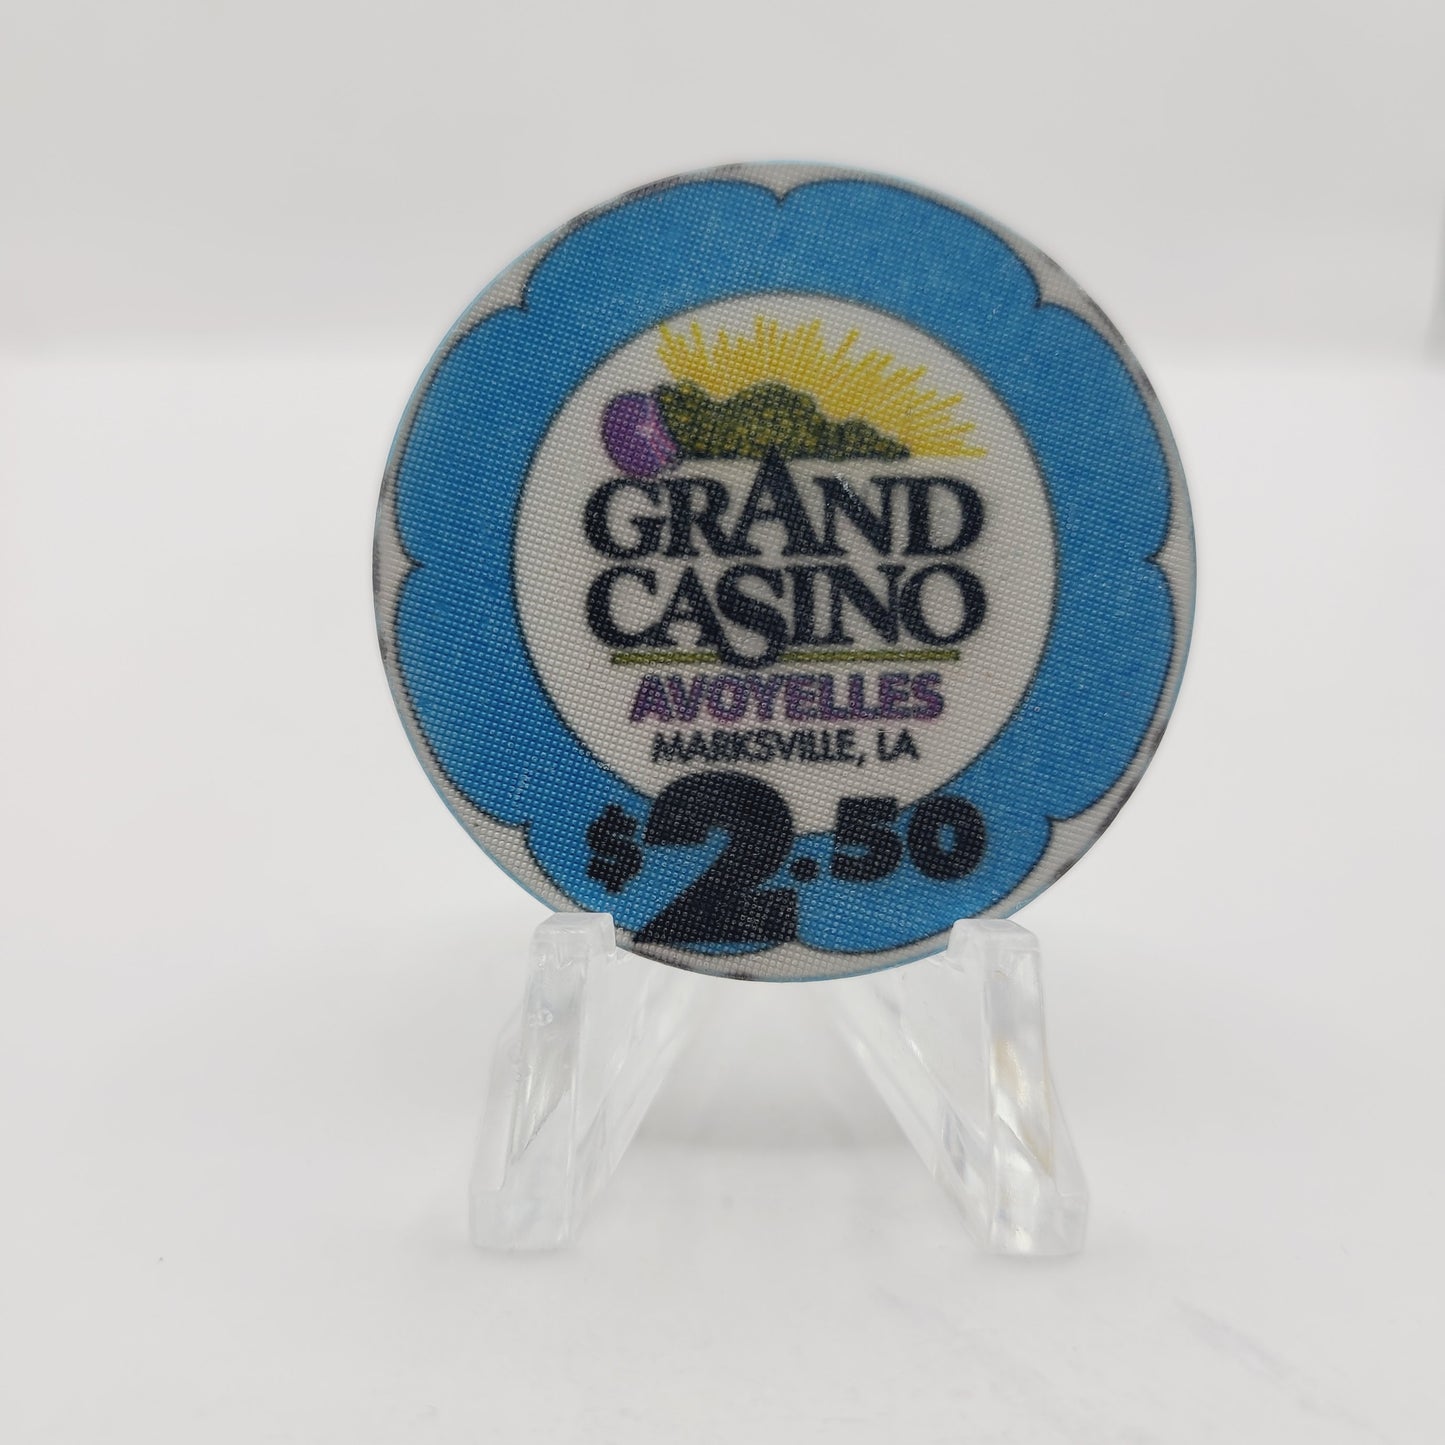 GRAND
CASINO
AVOYELLES
MARKSVILLE, LA
$2.50